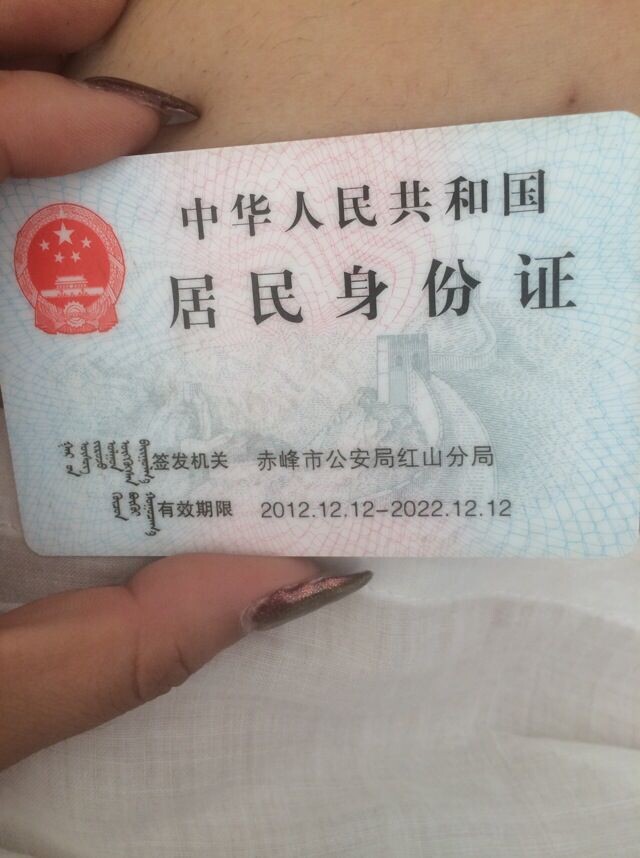 中华人民共和国
居民身份证
签发机关 赤峰市公安局红山分局
有效期限 2012.12.12-2022.12.12